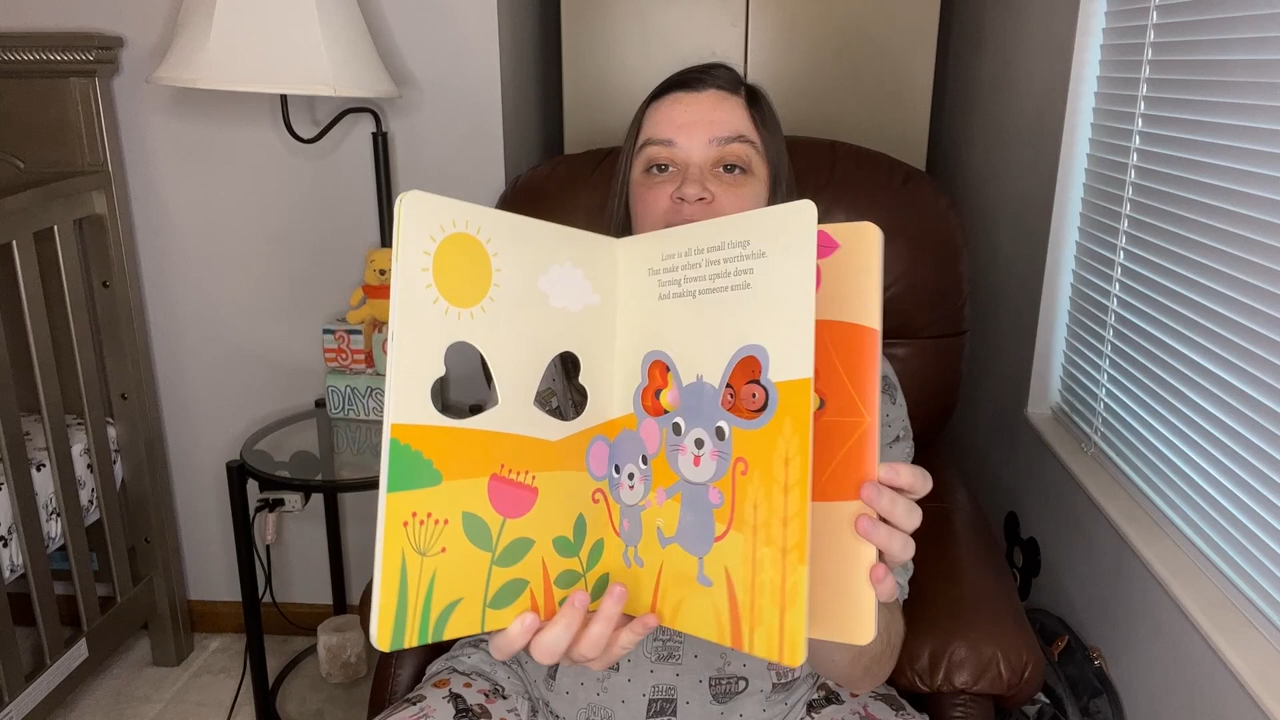 Love is all the small things
That make others' lives worthwhile.
Turning frowns upside down
And making someone smile.
3
DAYS
COFFEE